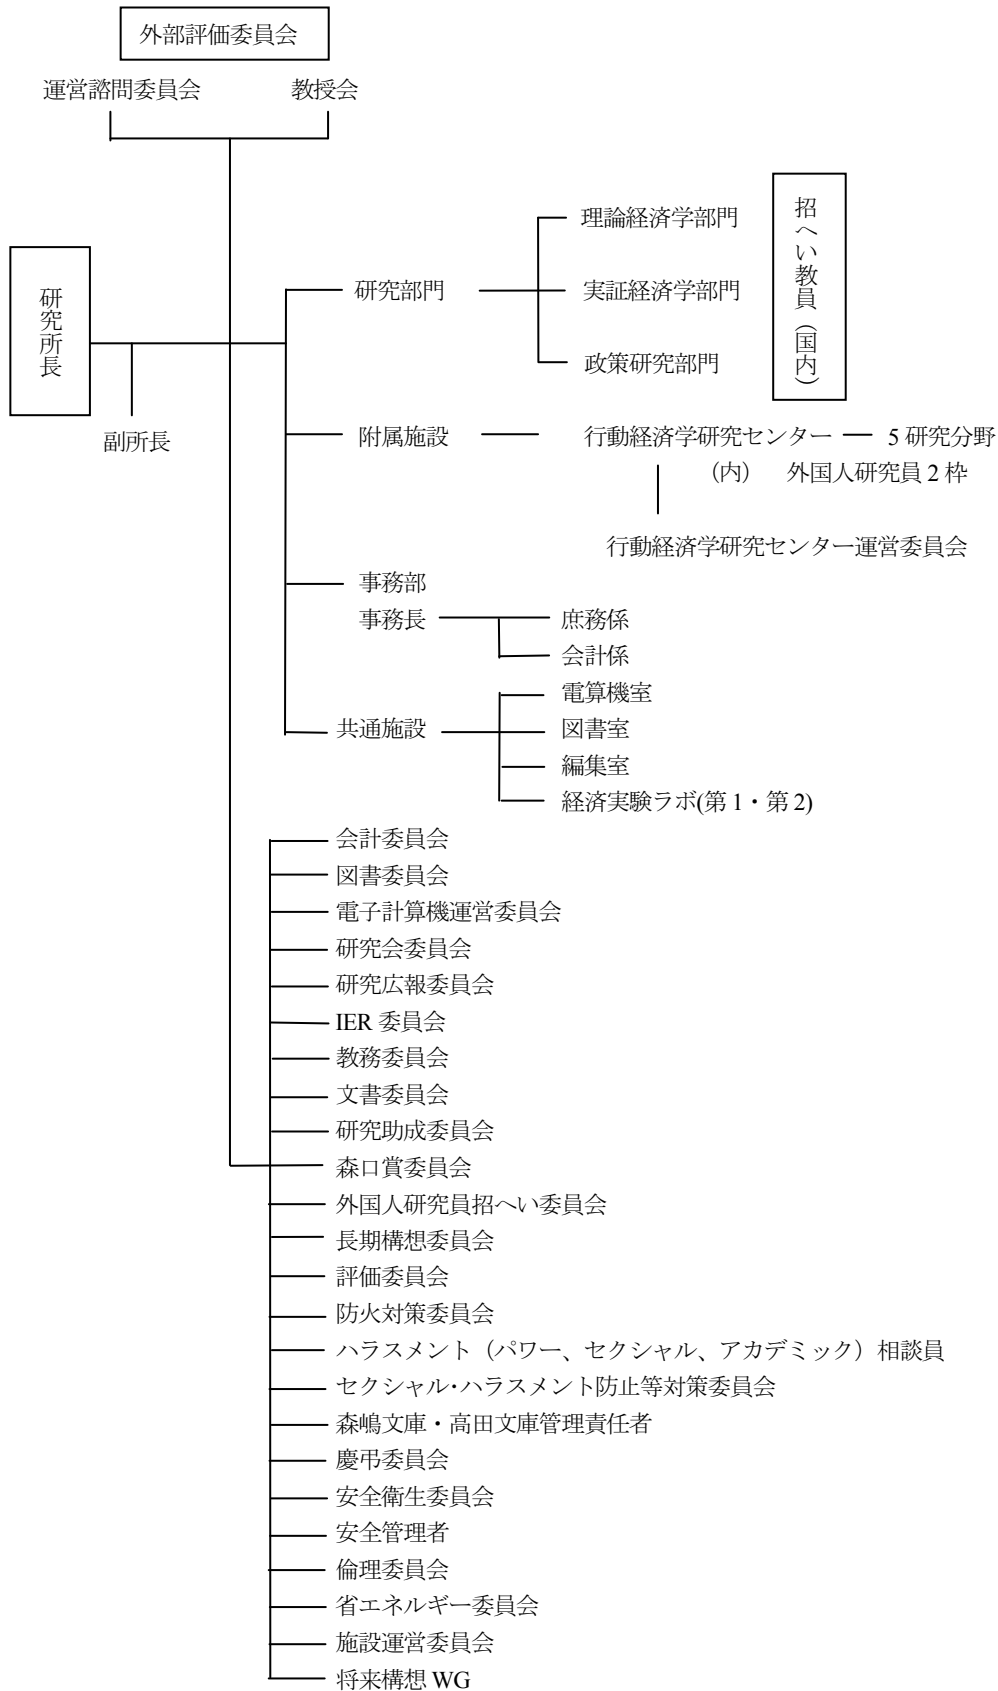 外部評価委員会
運営諮問委員会
教授会
研究所長
副所長
研究部門
理論経済学部門
実証経済学部門
政策研究部門
招へい教員（国内）
附属施設
行動経済学研究センター
5 研究分野
（内） 外国人研究員 2 枠
行動経済学研究センター運営委員会
事務部
事務長
庶務係
会計係
共通施設
電算機室
図書室
編集室
経済実験ラボ(第 1・第 2)
会計委員会
図書委員会
電子計算機運営委員会
研究会委員会
研究広報委員会
IER 委員会
教務委員会
文書委員会
研究助成委員会
森口賞委員会
外国人研究員招へい委員会
長期構想委員会
評価委員会
防火対策委員会
ハラスメント（パワー、セクシャル、アカデミック）相談員
セクシャル・ハラスメント防止等対策委員会
森嶋文庫・高田文庫管理責任者
慶弔委員会
安全衛生委員会
安全管理者
倫理委員会
省エネルギー委員会
施設運営委員会
将来構想 WG